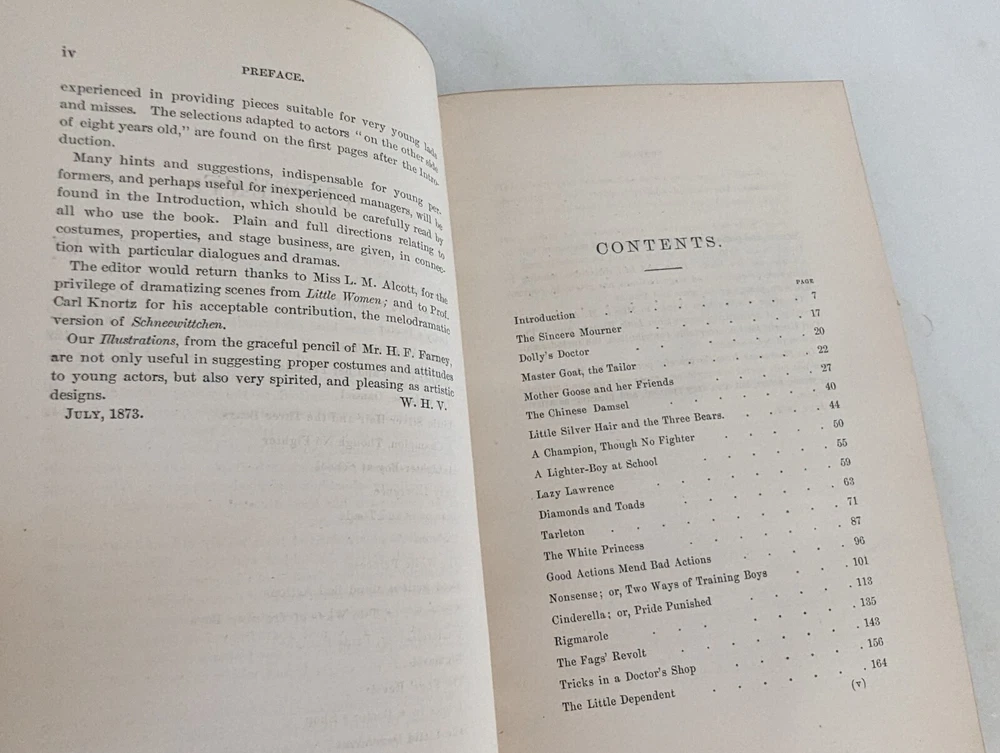 iv
PREFACE.
experienced in providing pieces suitable for very young lads
and misses. The selections adapted to actors "on the other side
of eight years old," are found on the first pages after the Intro-
duction.
Many hints and suggestions, indispensable for young per-
formers, and perhaps useful for inexperienced managers, will be
found in the Introduction, which should be carefully read by
all who use the book. Plain and full directions relating to
costumes, properties, and stage business, are given, in connec-
tion with particular dialogues and dramas.
The editor would return thanks to Miss L. M. Alcott, for the
privilege of dramatizing scenes from Little Women; and to Prof.
Carl Knortz for his acceptable contribution, the melodramatic
version of Schneewittchen.
Our Illustrations, from the graceful pencil of Mr. H. F. Farney,
are not only useful in suggesting proper costumes and attitudes
to young actors, but also very spirited, and pleasing as artistic
designs.
W. H. V.
JULY, 1873.
CONTENTS.
PAGE
Introduction . . . . . . . 7
The Sincere Mourner . . . . . 17
Dolly's Doctor . . . . . . 20
Master Goat, the Tailor . . . . . 22
Mother Goose and her Friends . . . . 27
The Chinese Damsel . . . . . 40
Little Silver Hair and the Three Bears. . . . 44
A Champion, Though No Fighter . . . . 50
A Lighter-Boy at School . . . . . 55
Lazy Lawrence . . . . . . 59
Diamonds and Toads . . . . . 63
Tarleton . . . . . . . 71
The White Princess . . . . . . 87
Good Actions Mend Bad Actions . . . . 96
Nonsense; or, Two Ways of Training Boys . . . 101
Cinderella; or, Pride Punished . . . . 113
Rigmarole . . . . . . 135
The Fags' Revolt . . . . . . 143
Tricks in a Doctor's Shop . . . . . 156
The Little Dependent . . . . . 164
(v)